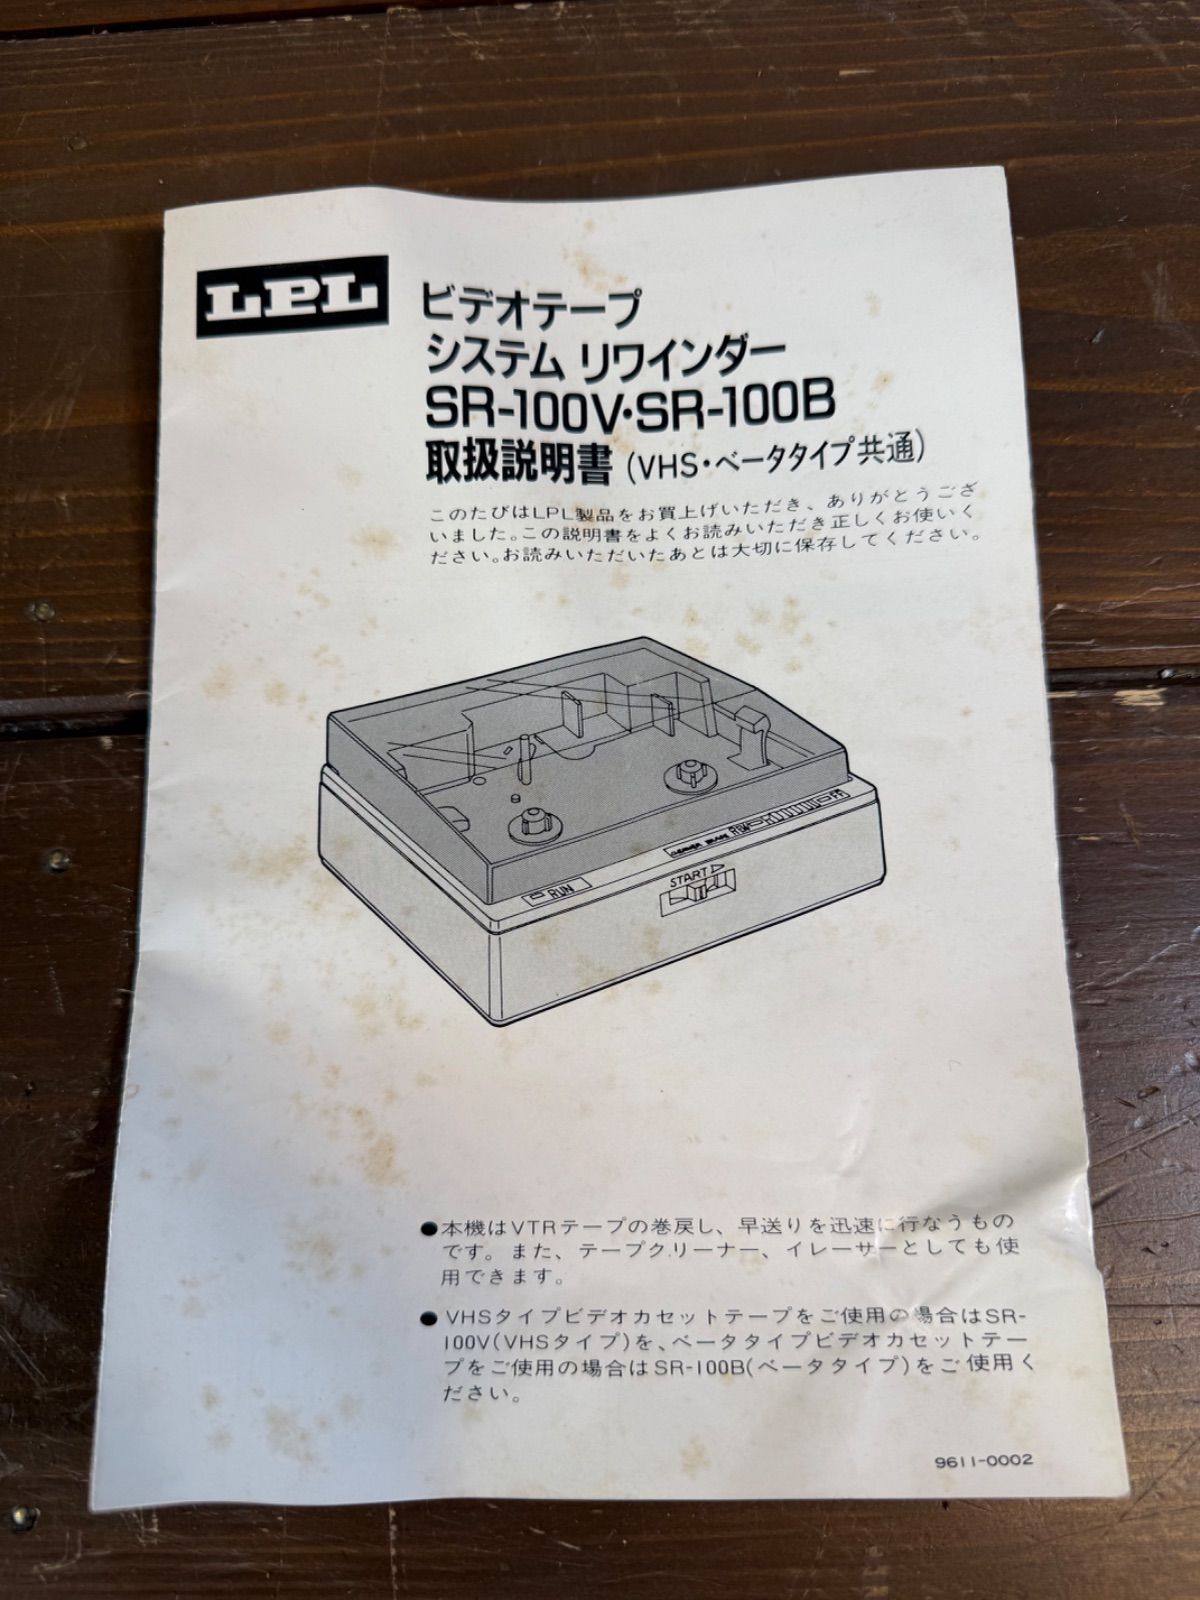 LPL
ビデオテープ
システム リワインダー
SR-100V・SR-100B
取扱説明書 (VHS・ベータタイプ共通)
このたびはLPL製品をお買上げいただき、ありがとうござ
いました。この説明書をよくお読みいただき正しくお使いく
ださい。お読みいただいたあとは大切に保存してください。
RUN
START
●本機はVTRテープの巻戻し、早送りを迅速に行なうもの
です。また、テープクリーナー、イレーサーとしても使
用できます。
●VHSタイプビデオカセットテープをご使用の場合はSR-
100V(VHSタイプ)を、ベータタイプビデオカセットテー
プをご使用の場合はSR-100B(ベータタイプ)をご使用く
ださい。
9611-0002